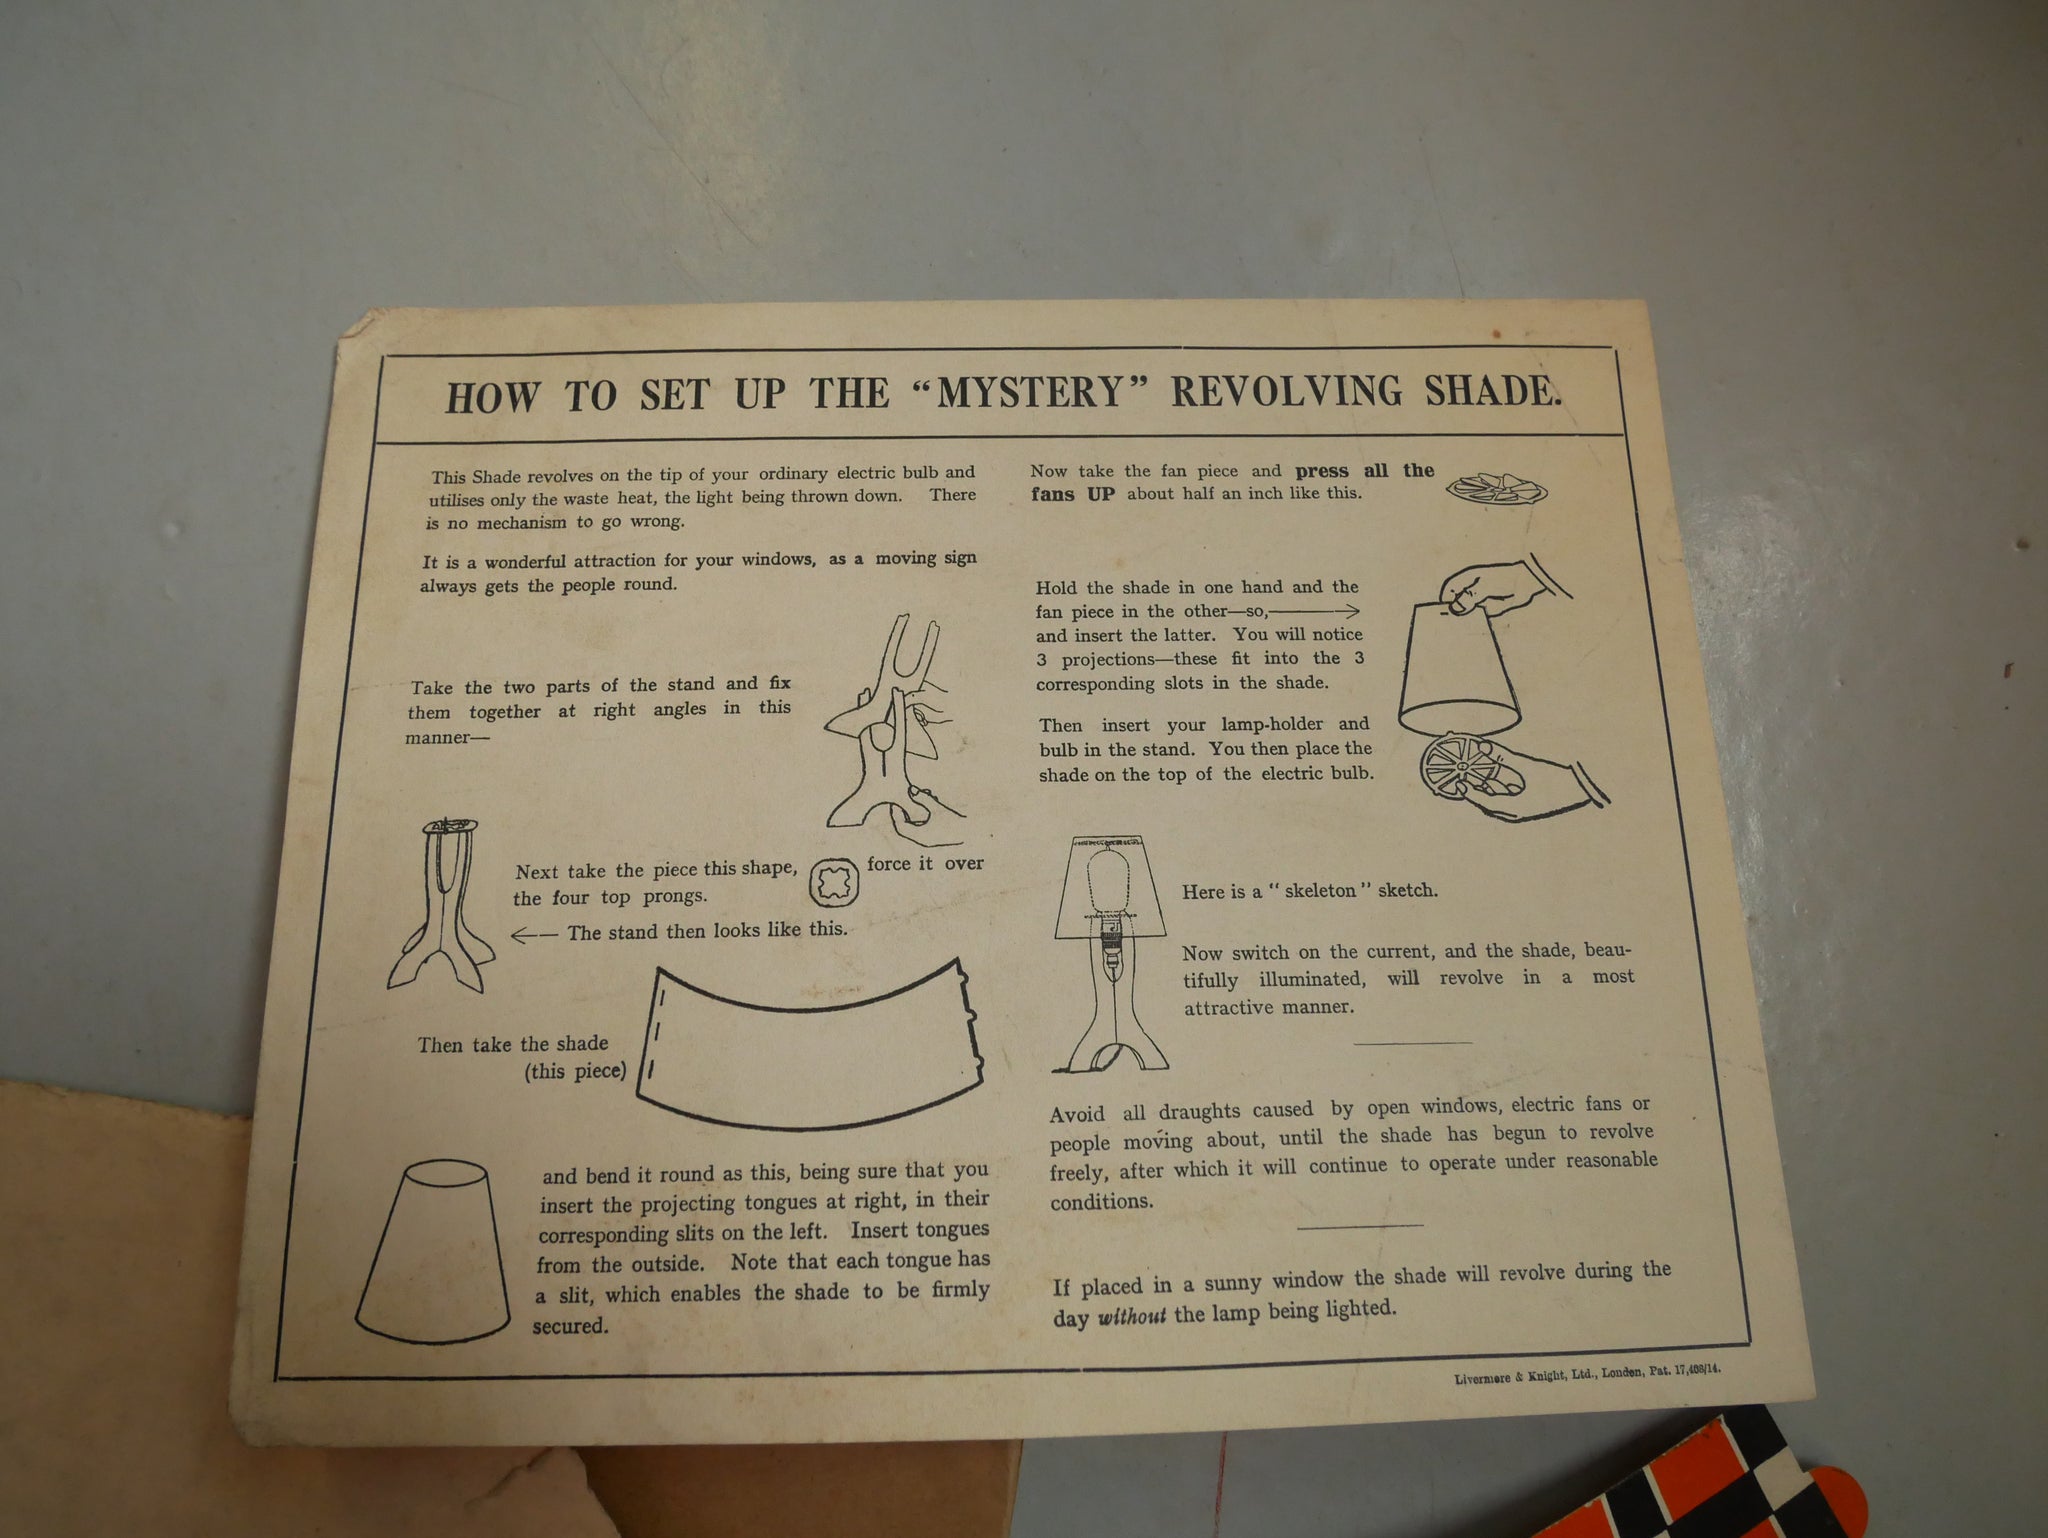 HOW TO SET UP THE "MYSTERY" REVOLVING SHADE.
This Shade revolves on the tip of your ordinary electric bulb and
utilises only the waste heat, the light being thrown down. There
is no mechanism to go wrong.
It is a wonderful attraction for your windows, as a moving sign
always gets the people round.
Take the two parts of the stand and fix
them together at right angles in this
manner—
Next take the piece this shape, force it over
the four top prongs.
The stand then looks like this.
Then take the shade
(this piece)
and bend it round as this, being sure that you
insert the projecting tongues at right, in their
corresponding slits on the left. Insert tongues
from the outside. Note that each tongue has
a slit, which enables the shade to be firmly
secured.
Now take the fan piece and press all the
fans UP about half an inch like this.
Hold the shade in one hand and the
fan piece in the other—so,
and insert the latter. You will notice
3 projections—these fit into the 3
corresponding slots in the shade.
Then insert your lamp-holder and
bulb in the stand. You then place the
shade on the top of the electric bulb.
Here is a "skeleton" sketch.
Now switch on the current, and the shade, beau-
tifully illuminated, will revolve in a most
attractive manner.
Avoid all draughts caused by open windows, electric fans or
people moving about, until the shade has begun to revolve
freely, after which it will continue to operate under reasonable
conditions.
If placed in a sunny window the shade will revolve during the
day without the lamp being lighted.
Livermore & Knight, Ltd., London, Pat.